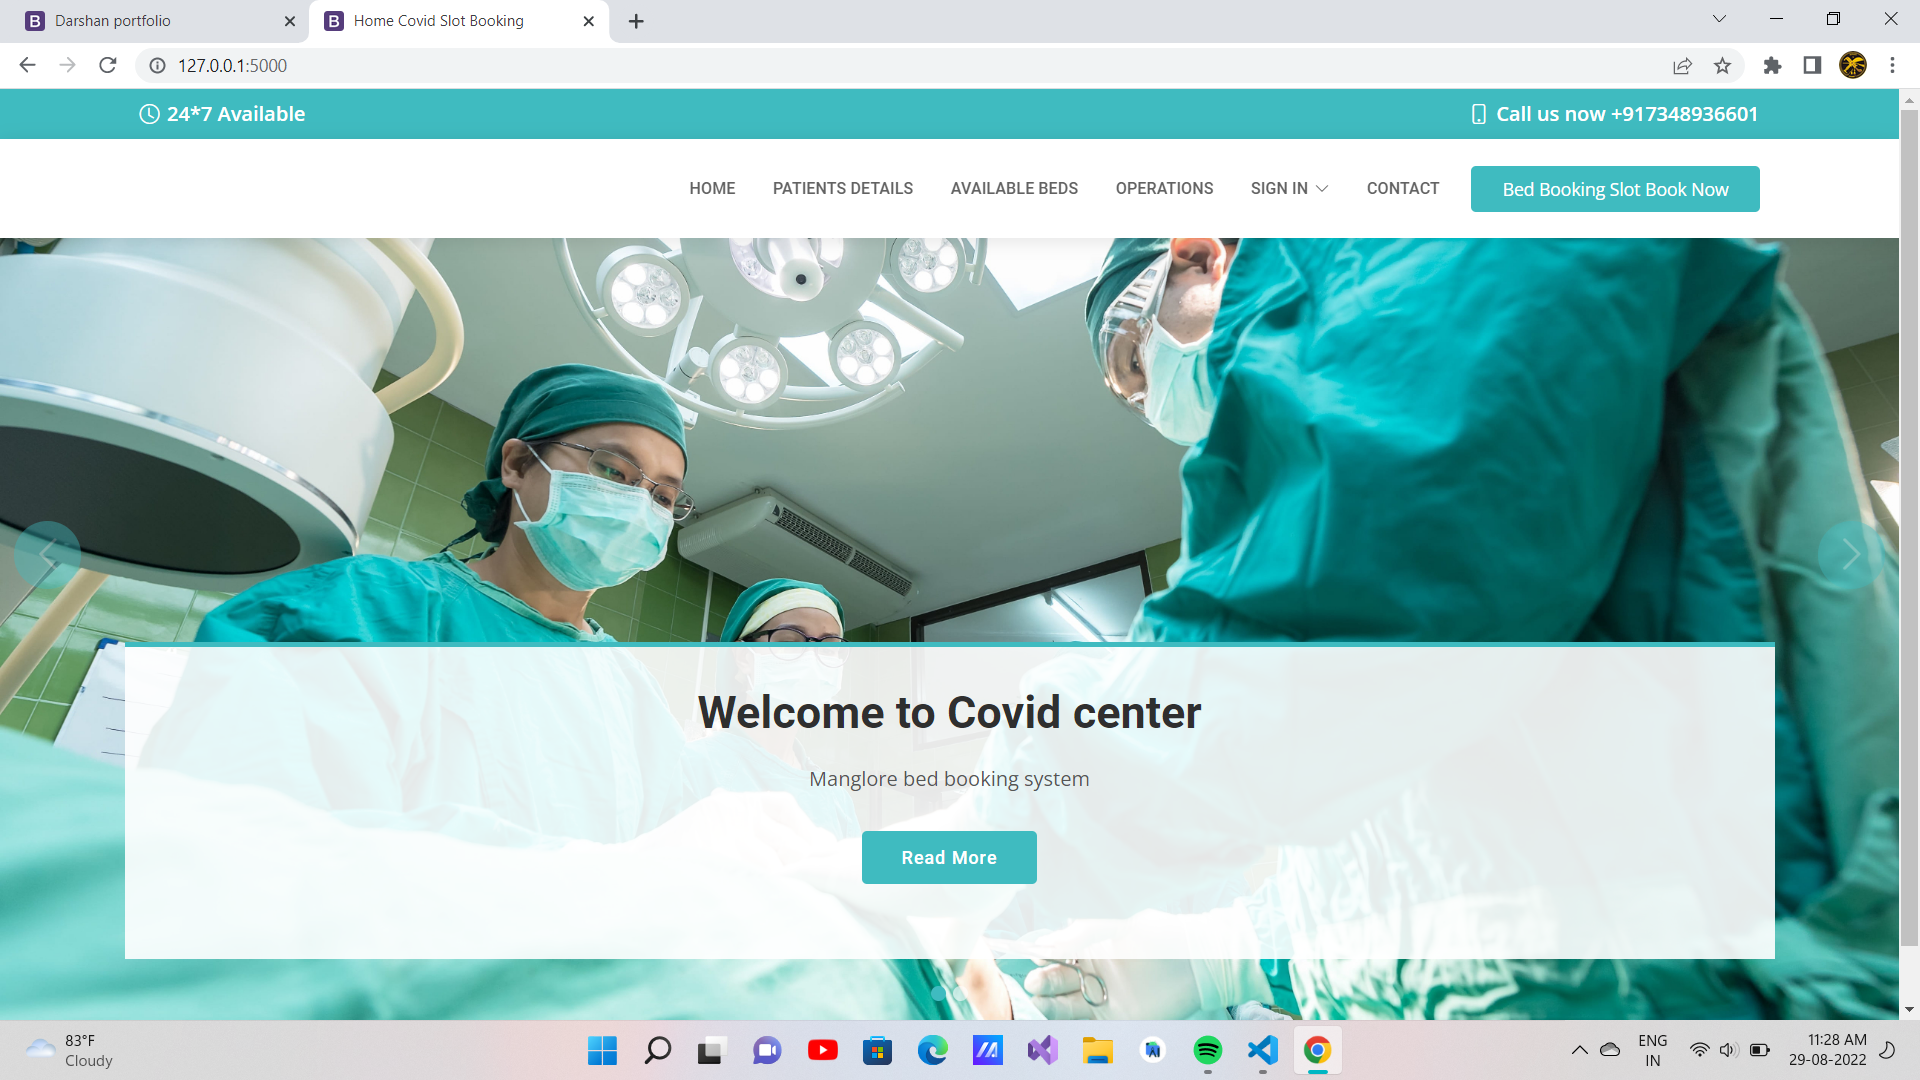 Darshan portfolio
Home Covid Slot Booking
127.0.0.1:5000
24*7 Available
Call us now +917348936601
HOME
PATIENTS DETAILS
AVAILABLE BEDS
OPERATIONS
SIGN IN
CONTACT
Bed Booking Slot Book Now
Welcome to Covid center
Manglore bed booking system
Read More
83°F
Cloudy
ENG
IN
11:28 AM
29-08-2022